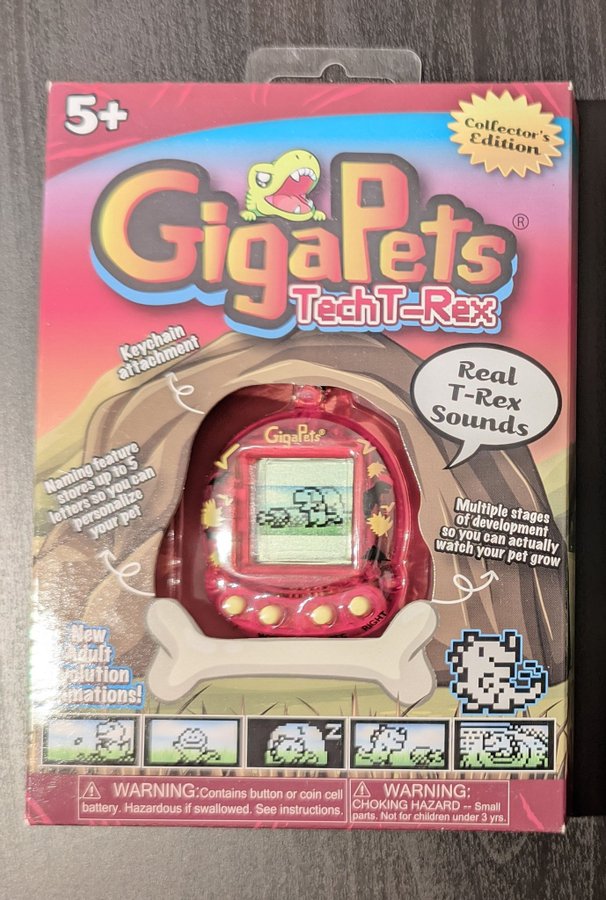 5+
Collector's
Edition
GigaPets®
TechT-Rex
Keychain
attachment
Real
T-Rex
Sounds
GigaPets®
Naming feature
stores up to 5
letters so you can
personalize
your pet
Multiple stages
of development
so you can actually
watch your pet grow
RIGHT
New
Adult
mations!
Z
WARNING:Contains button or coin cell
battery. Hazardous if swallowed. See instructions.
WARNING:
CHOKING HAZARD -- Small
parts. Not for children under 3 yrs.